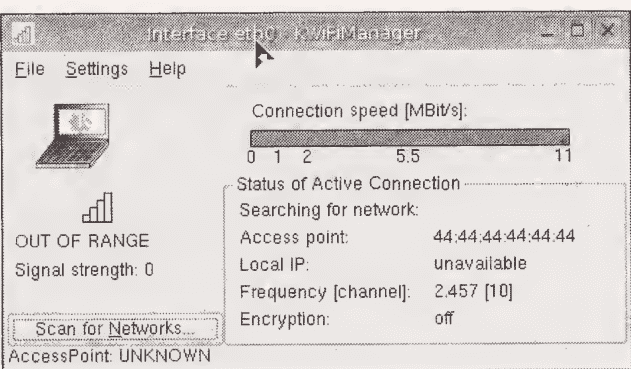 Interface eth0 - KWiFiManager
File Settings Help
Connection speed [MBit/s]:
0 1 2 5.5 11
Status of Active Connection
Searching for network:
OUT OF RANGE
Signal strength: 0
Access point: 44:44:44:44:44:44
Local IP: unavailable
Frequency [channel]: 2.457 [10]
Encryption: off
Scan for Networks...
AccessPoint: UNKNOWN